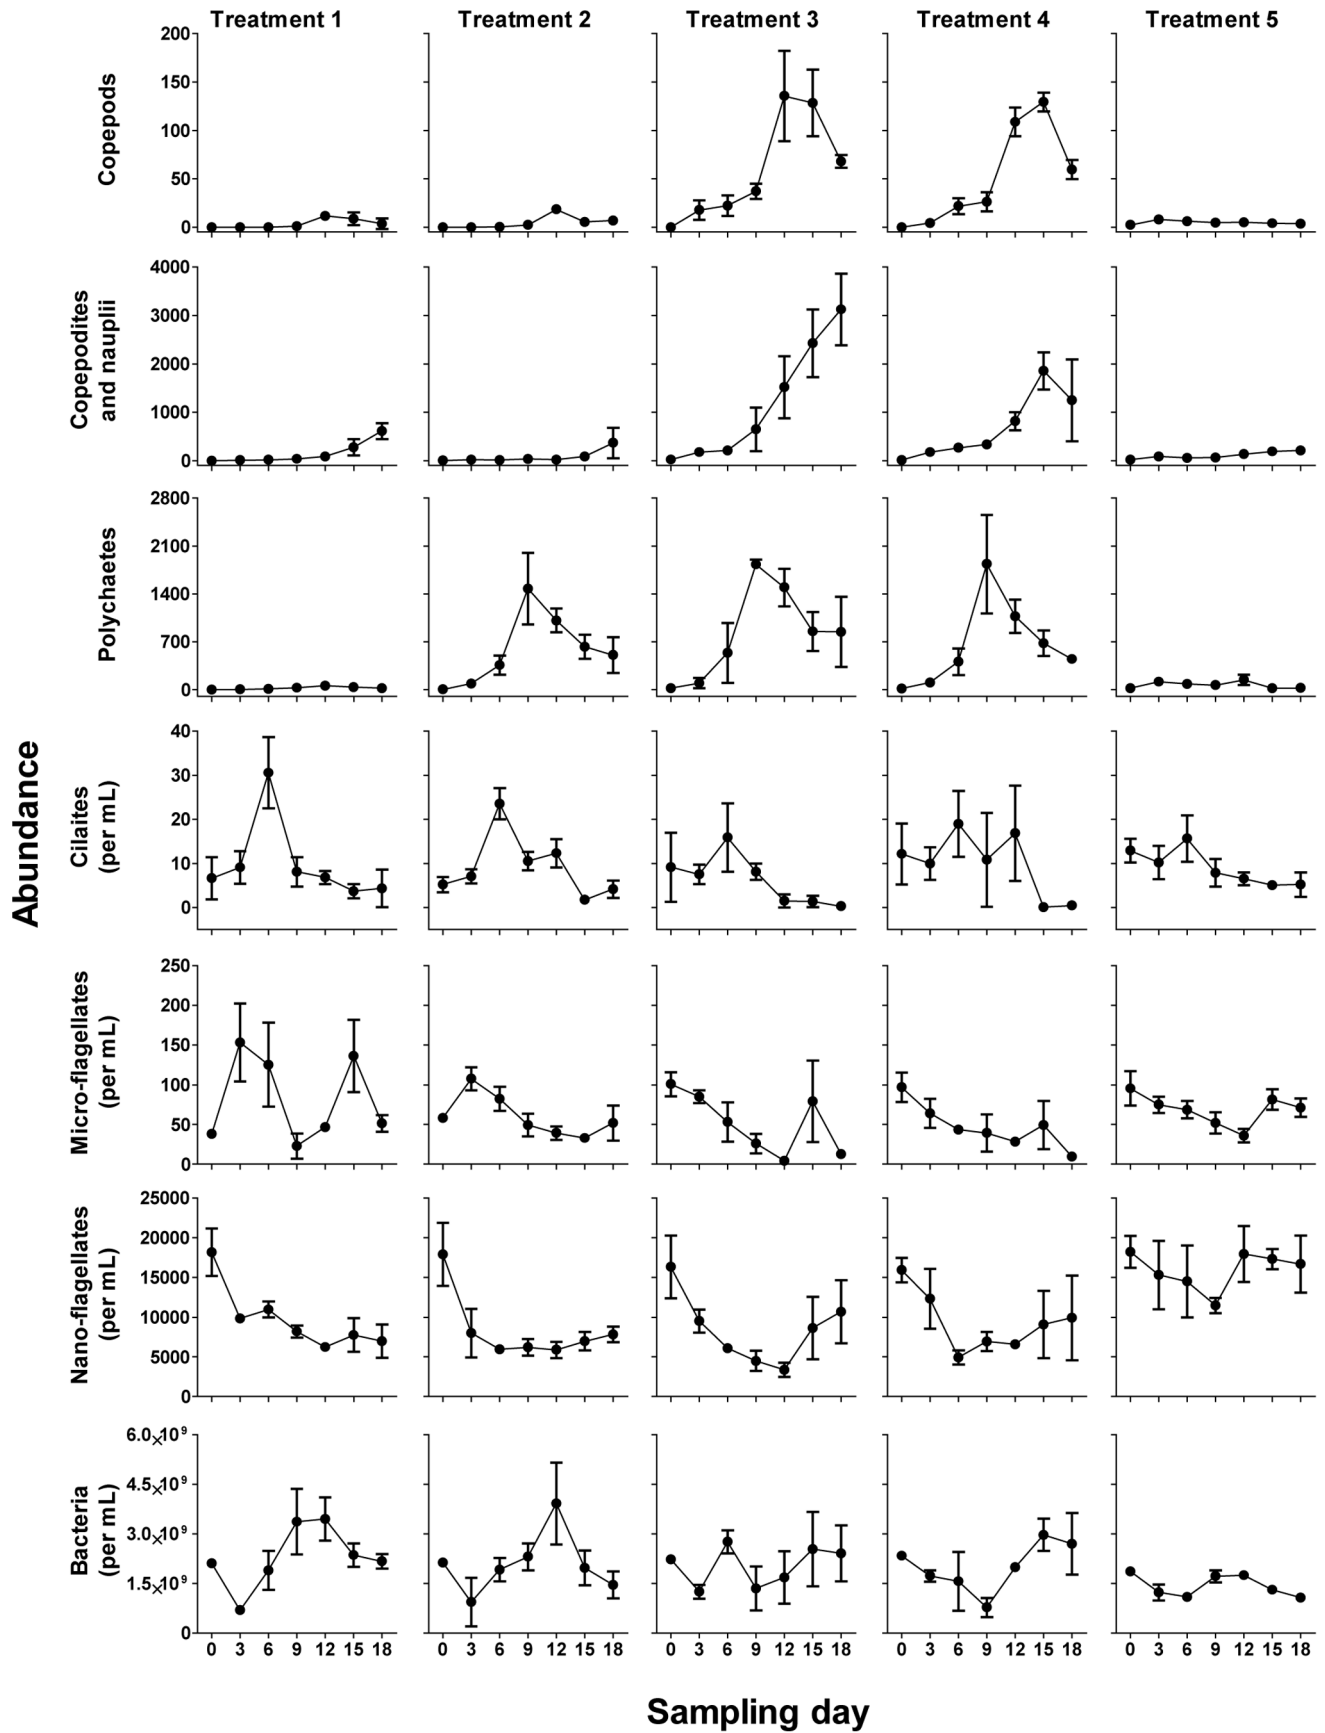 Treatment 1 Treatment 2 Treatment 3 Treatment 4 Treatment 5
Abundance
Copepods
200
150
100
50
0
Copepodites
and nauplii
4000
3000
2000
1000
0
Polychaetes
2800
2100
1400
700
0
Cilaites
(per mL)
40
30
20
10
0
Micro-flagellates
(per mL)
250
200
150
100
50
0
Nano-flagellates
(per mL)
25000
20000
15000
10000
5000
0
Bacteria
(per mL)
6.0×10⁹
4.5×10⁹
3.0×10⁹
1.5×10⁹
0
0 3 6 9 12 15 18 0 3 6 9 12 15 18 0 3 6 9 12 15 18 0 3 6 9 12 15 18 0 3 6 9 12 15 18
Sampling day